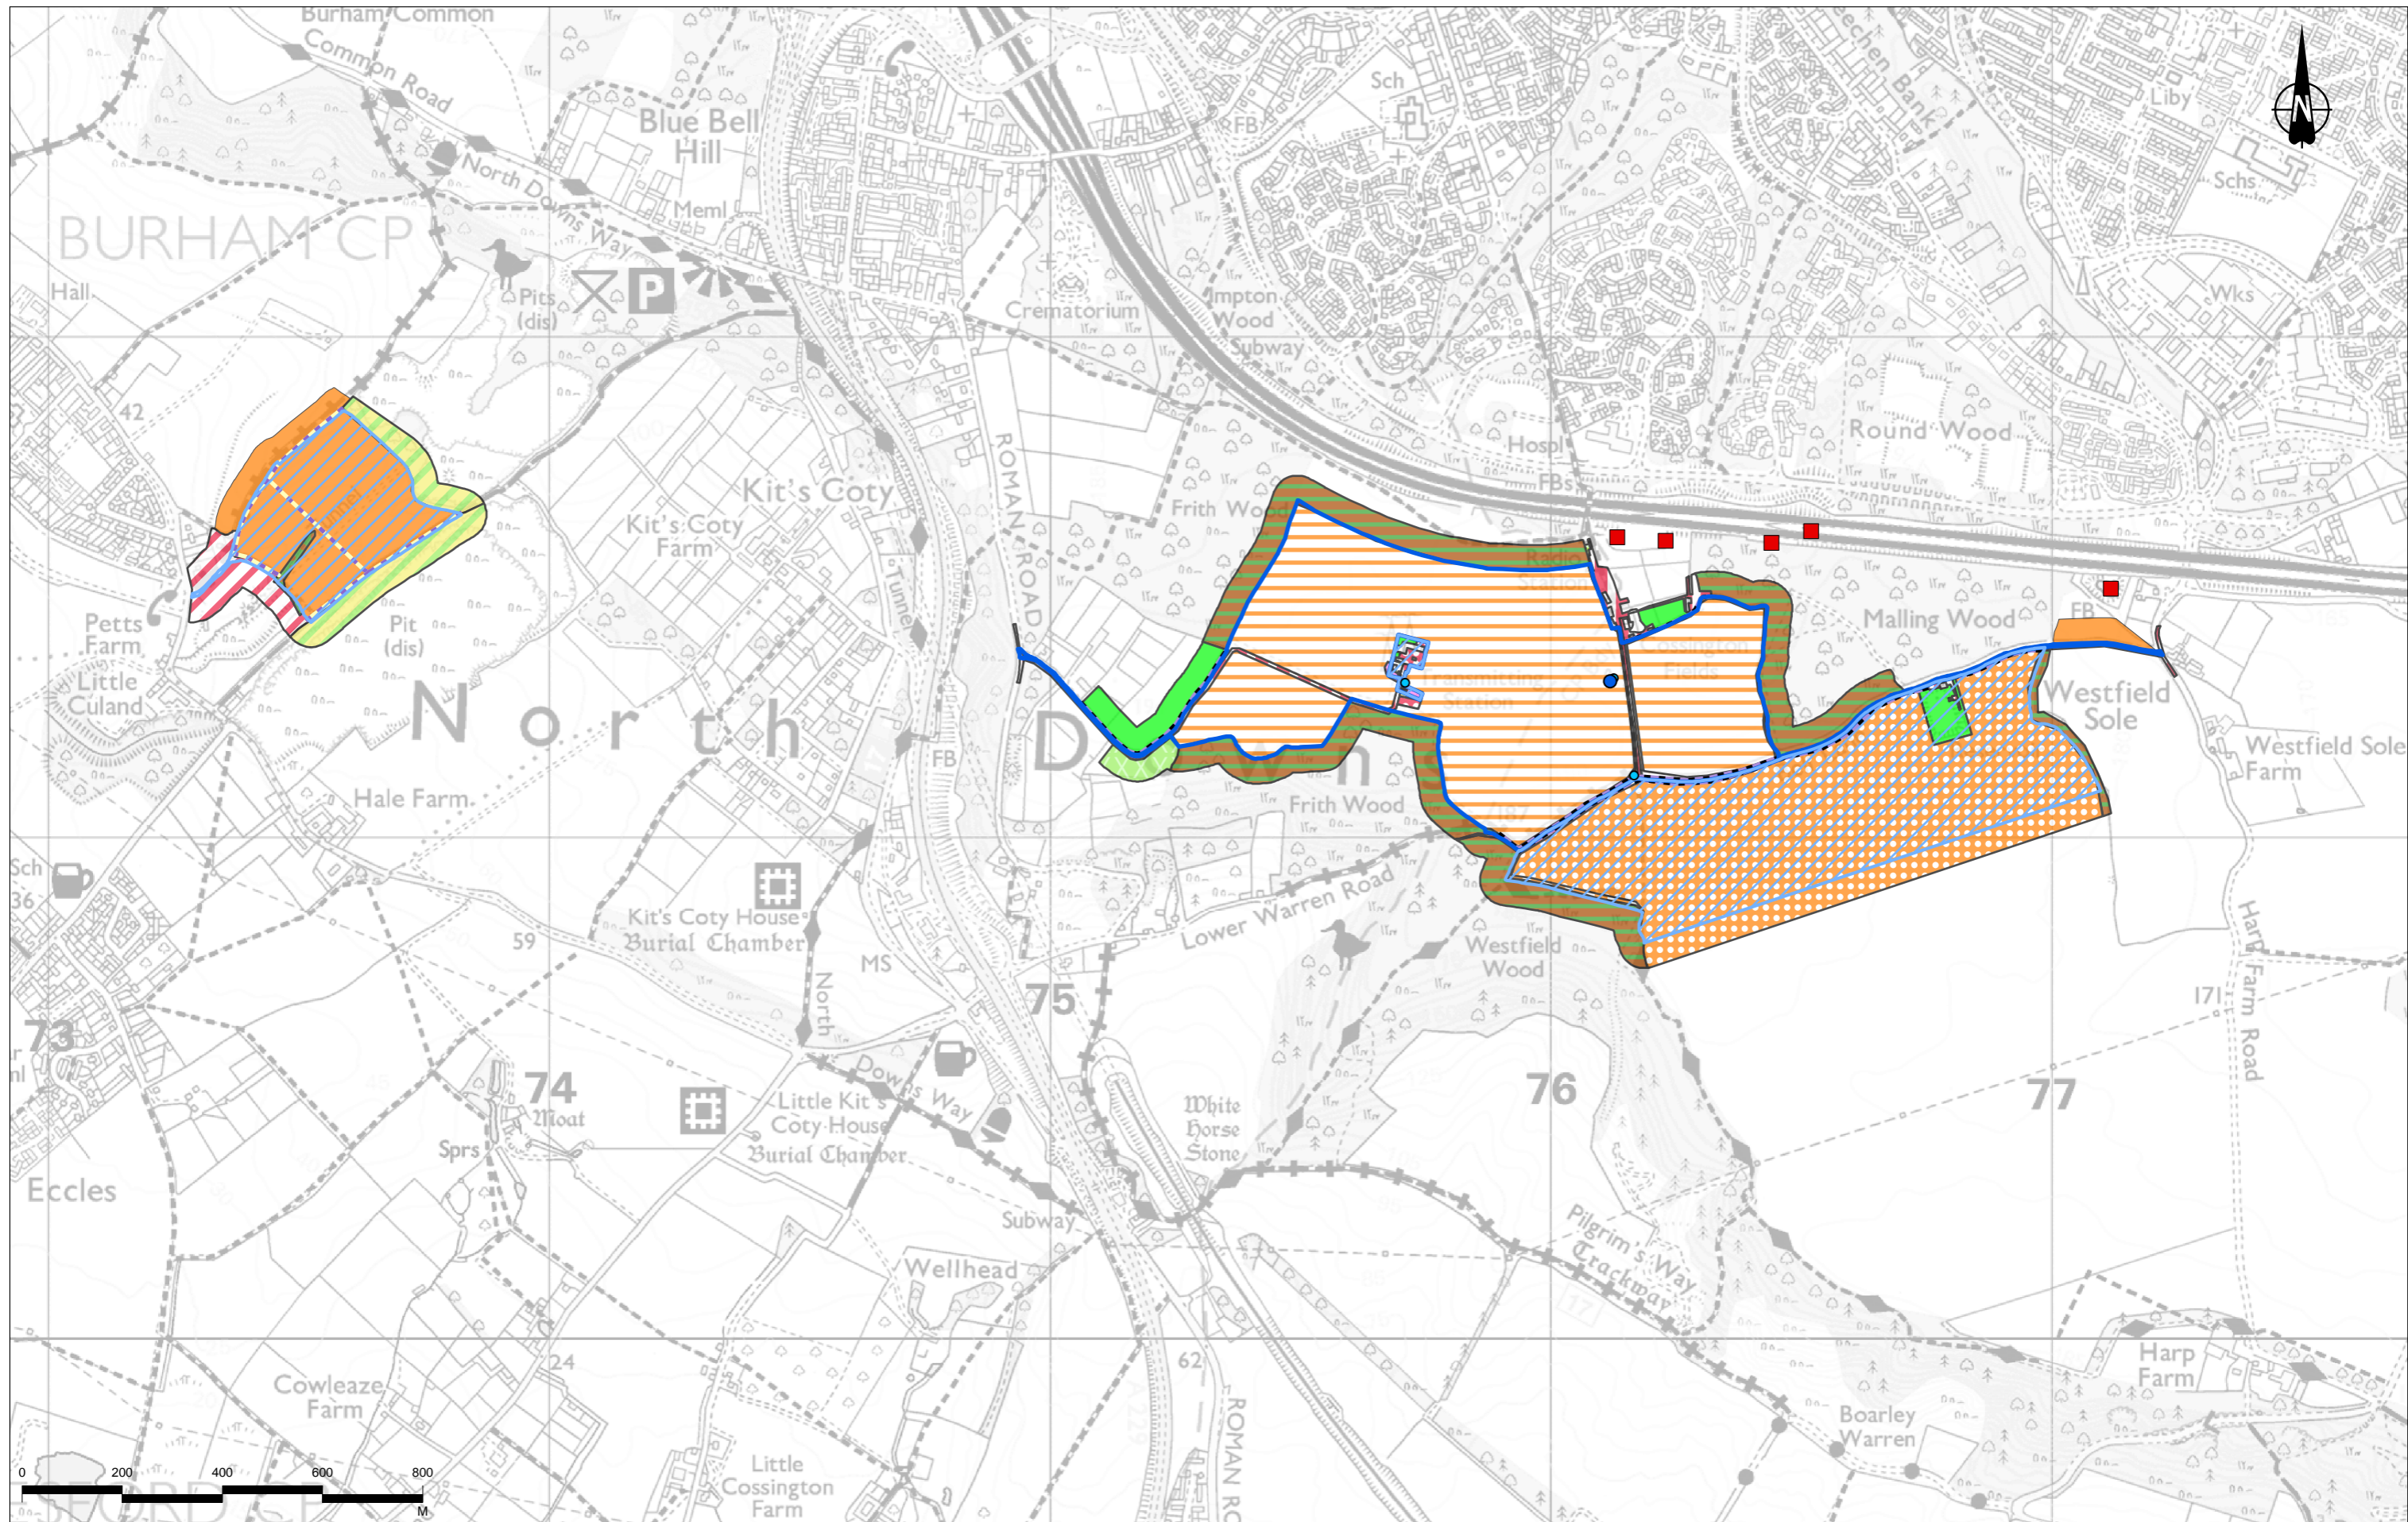 Burham Common
Common Road
Blue Bell
Hill
North Downs Way
Meml
BURHAM CP
Hall
Pits
(dis)
P
Sch
FB
Beechen Bank
Liby
Schs
Wks
N
Crematorium
Impton
Wood
Subway
Round Wood
Hospl
FBs
42
Kit's Coty
Kit's Coty
Farm
ROMAN ROAD
Frith Wood
Radio
Station
Tunnel
Tunnel
Petts
Farm
Pit
(dis)
Little
Culand
Malling Wood
FB
Cossington
Fields
Transmitting
Station
Westfield
Sole
Westfield Sole
Farm
North Downs
FB
Hale Farm
Frith Wood
187
Sch
36
Kit's Coty House
Burial Chamber
59
MS
Lower Warren Road
Westfield
Wood
Harp Farm Road
171
73
74
75
76
77
North
Downs Way
Moat
Sprs
Little Kit's
Coty House
Burial Chamber
White
Horse
Stone
Eccles
Subway
Pilgrim's Way
Trackway
Wellhead
24
62
Cowleaze
Farm
A 229
ROMAN RO
Little
Cossington
Farm
Harp
Farm
Boarley
Warren
0 200 400 600 800
M